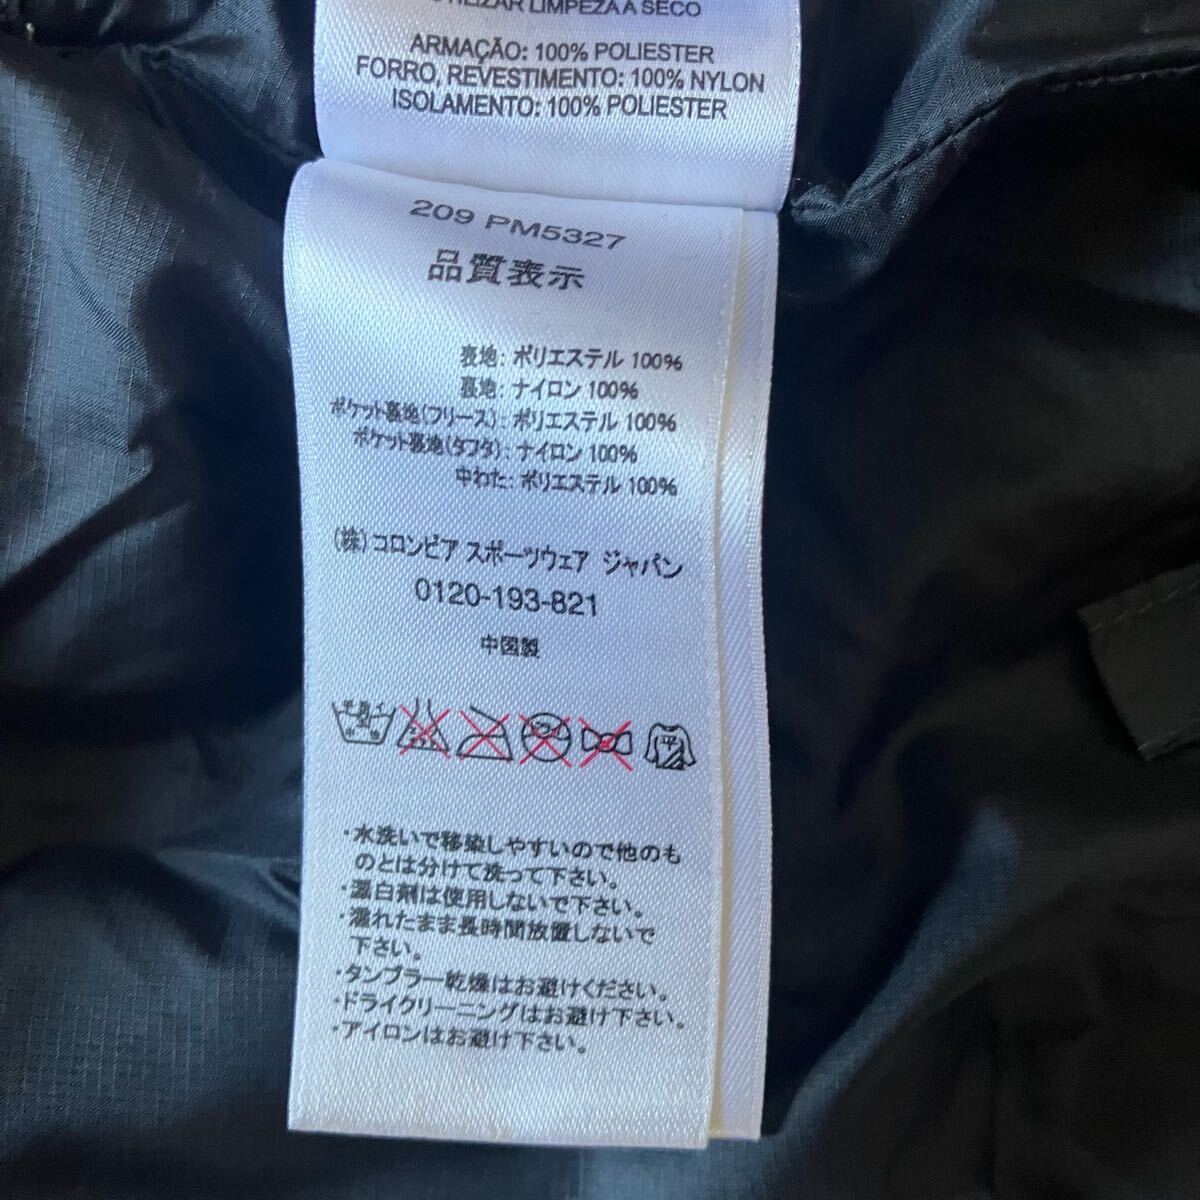 UTILIZAR LIMPEZA A SECO
ARMAÇÃO: 100% POLIESTER
FORRO, REVESTIMENTO: 100% NYLON
ISOLAMENTO: 100% POLIESTER
209 PM5327
品質表示
表地: ポリエステル 100%
裏地: ナイロン 100%
ポケット裏地(フリース): ポリエステル 100%
ポケット裏地(タフタ): ナイロン 100%
中わた: ポリエステル 100%
(株)コロンビア スポーツウェア ジャパン
0120-193-821
中国製
・水洗いで移染しやすいので他のも
のとは分けて洗って下さい。
・漂白剤は使用しないで下さい。
・濡れたまま長時間放置しないで
下さい。
・タンブラー乾燥はお避けください。
・ドライクリーニングはお避け下さい。
・アイロンはお避け下さい。